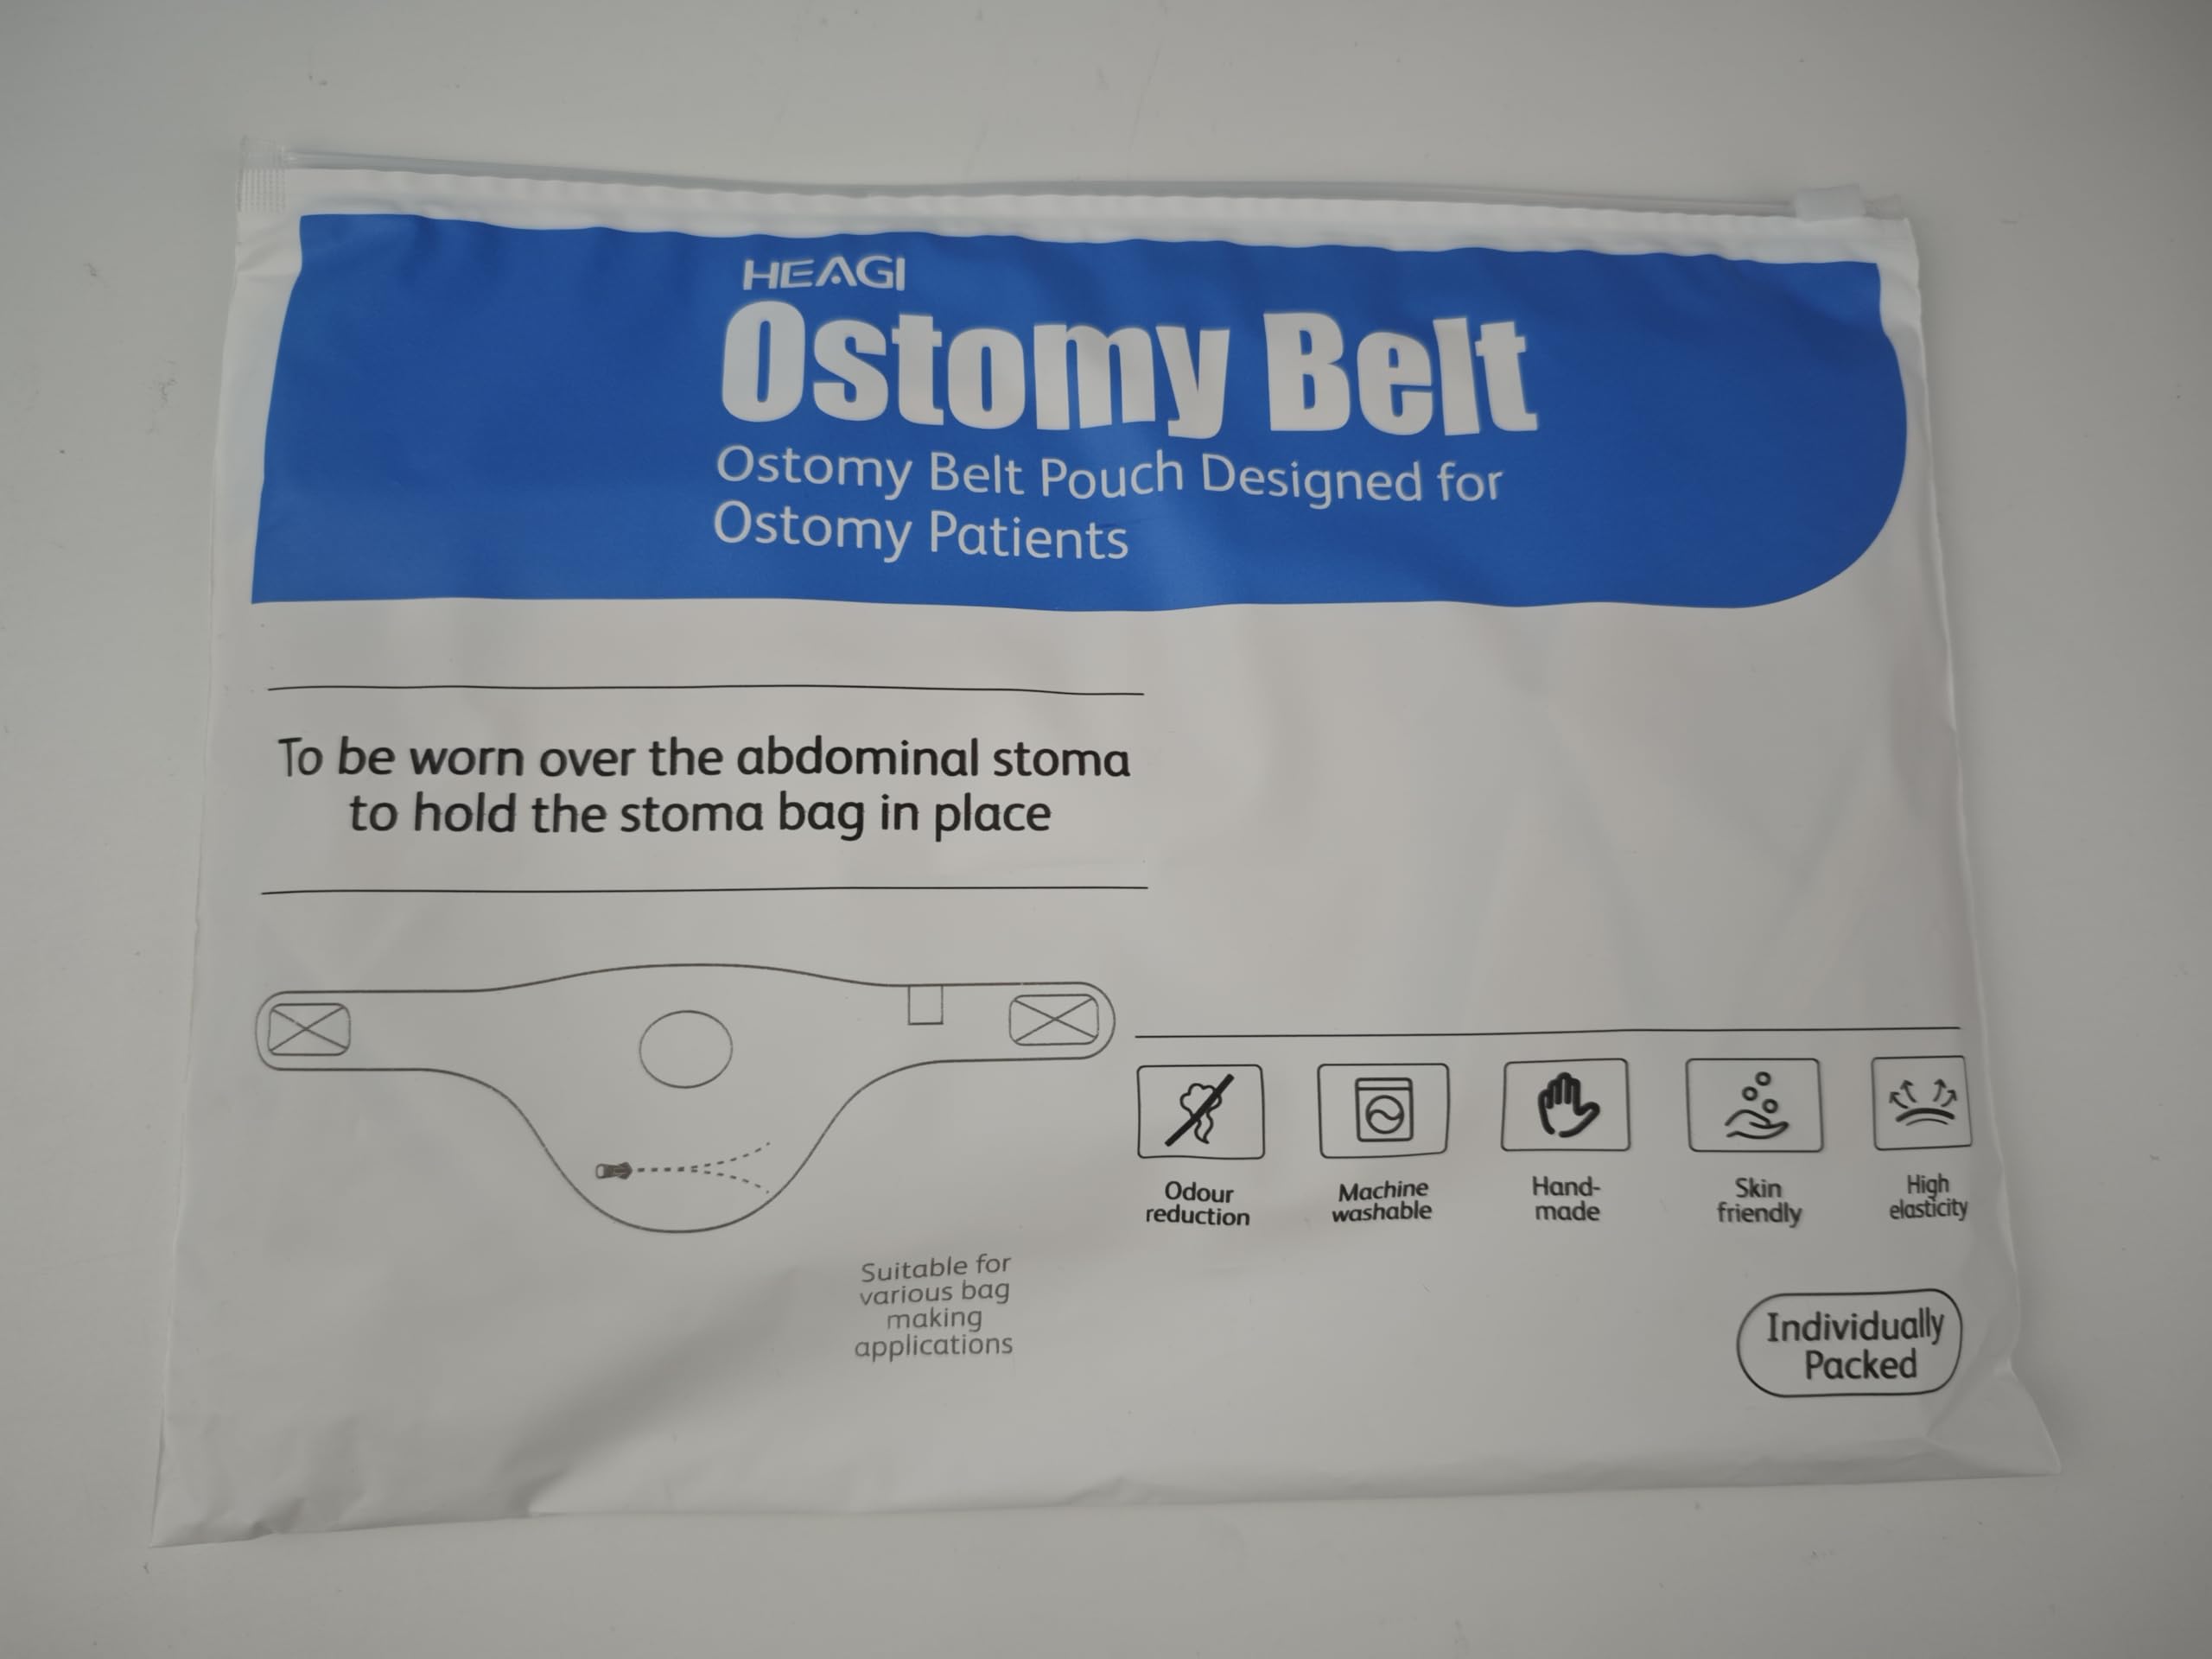 HEAGI
Ostomy Belt
Ostomy Belt Pouch Designed for
Ostomy Patients
To be worn over the abdominal stoma
to hold the stoma bag in place
Odour
reduction
Machine
washable
Hand-
made
Skin
friendly
High
elasticity
Suitable for
various bag
making
applications
Individually
Packed